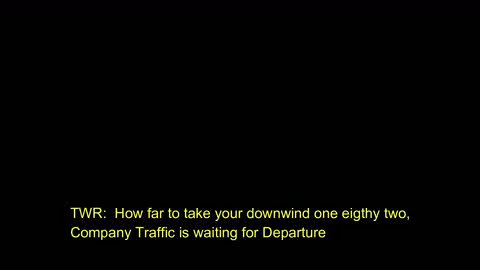 TWR:  How far to take your downwind one eigthy two,
Company Traffic is waiting for Departure